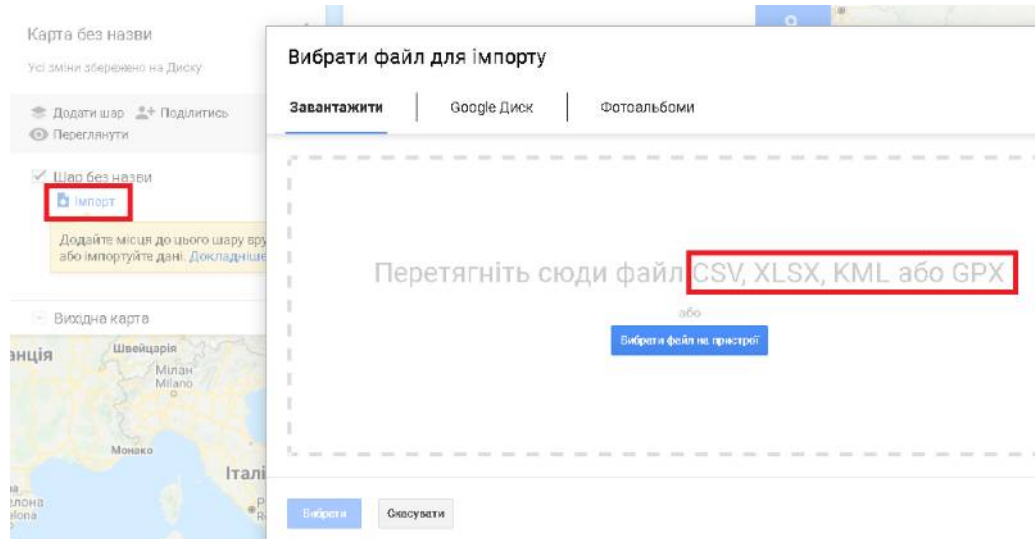 Карта без назви
Усі зміни збережено на Диску
Додати шар Поділитись
Переглянути
Шар без назви
Імпорт
Додайте місця до цього шару вру
або імпортуйте дані. Докладніше
Вихідна карта
анція
Швейцарія
Мілан
Milano
Монако
Італі
Вибрати файл для імпорту
Завантажити Google Диск Фотоальбоми
Перетягніть сюди файл CSV, XLSX, KML або GPX
або
Вибрати файл на пристрої
Вибрати Скасувати